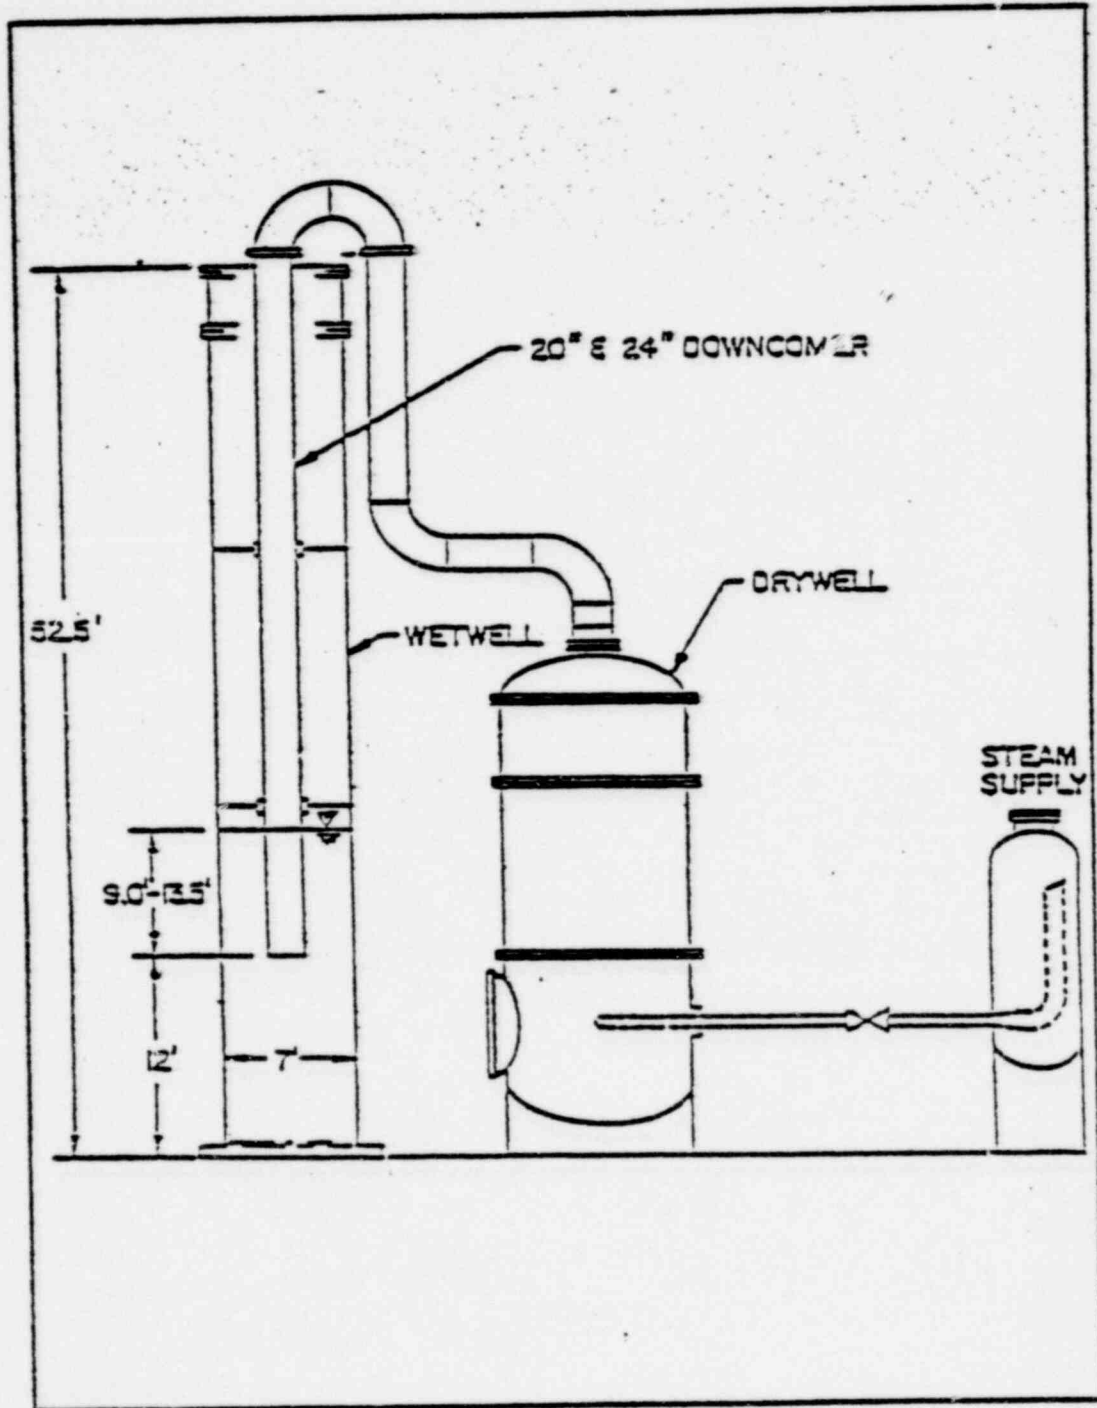 20" & 24" DOWNCOMER
DRYWELL
52.5'
WETWELL
STEAM
SUPPLY
9.0'-13.5'
12'
7'